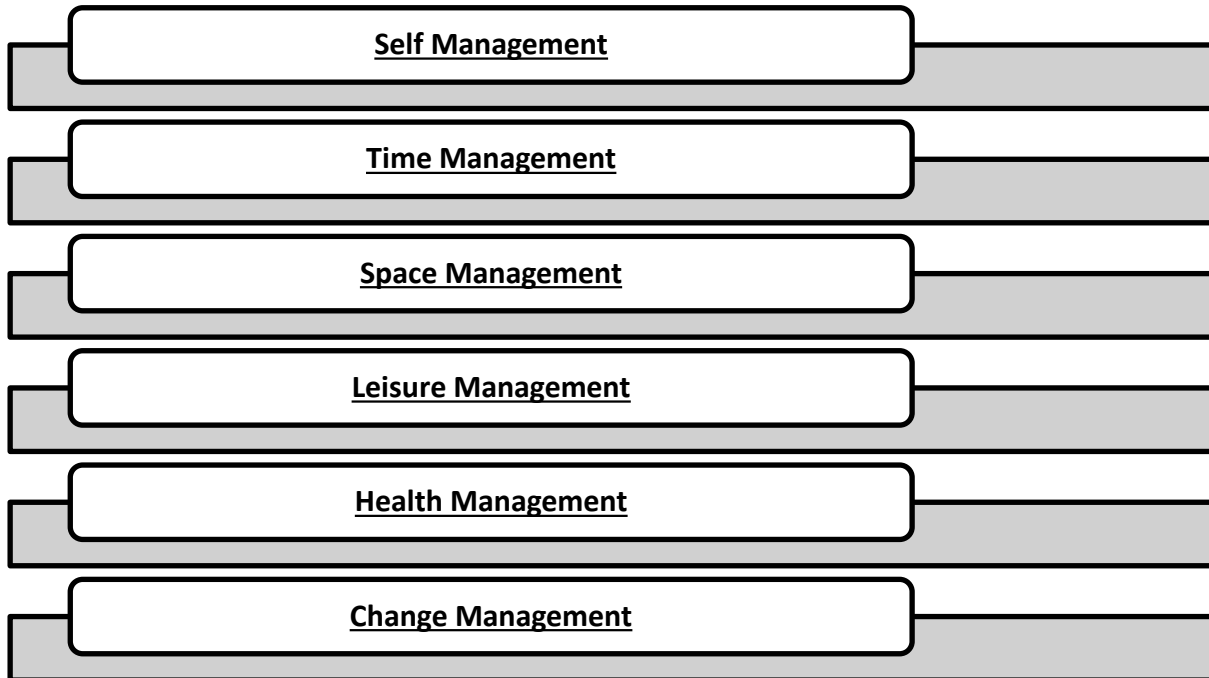 Self Management
Time Management
Space Management
Leisure Management
Health Management
Change Management